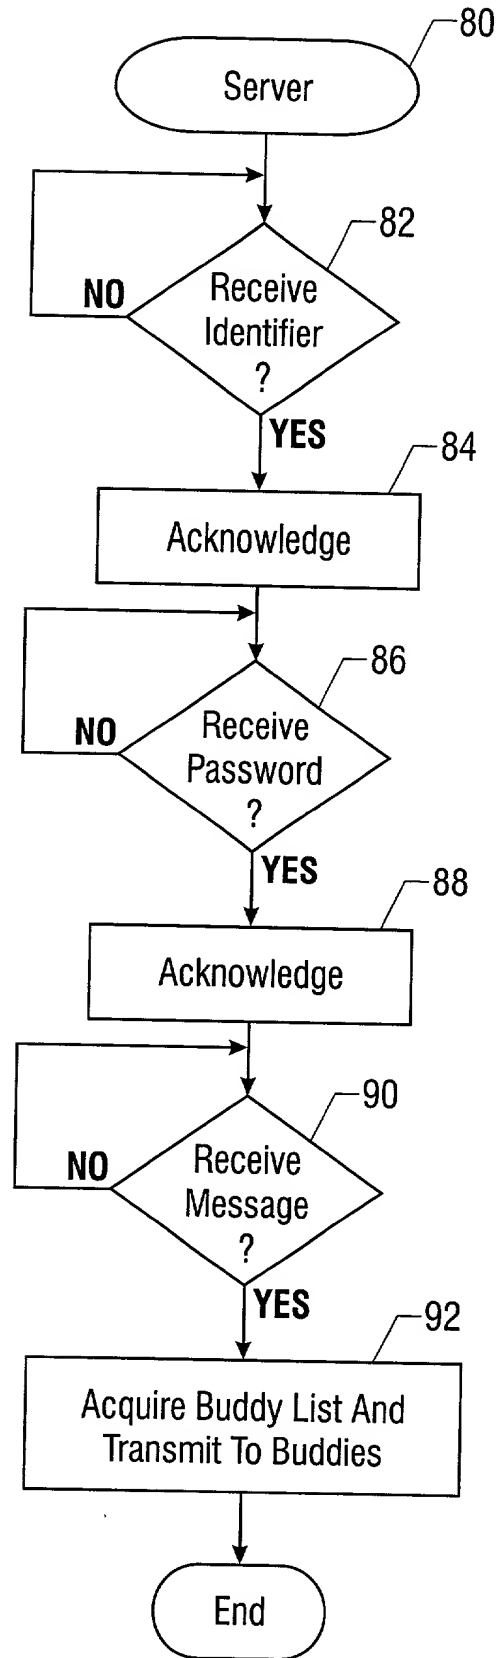 80
Server
82
Receive
Identifier
?
NO
YES
84
Acknowledge
86
Receive
Password
?
NO
YES
88
Acknowledge
90
Receive
Message
?
NO
YES
92
Acquire Buddy List And
Transmit To Buddies
End